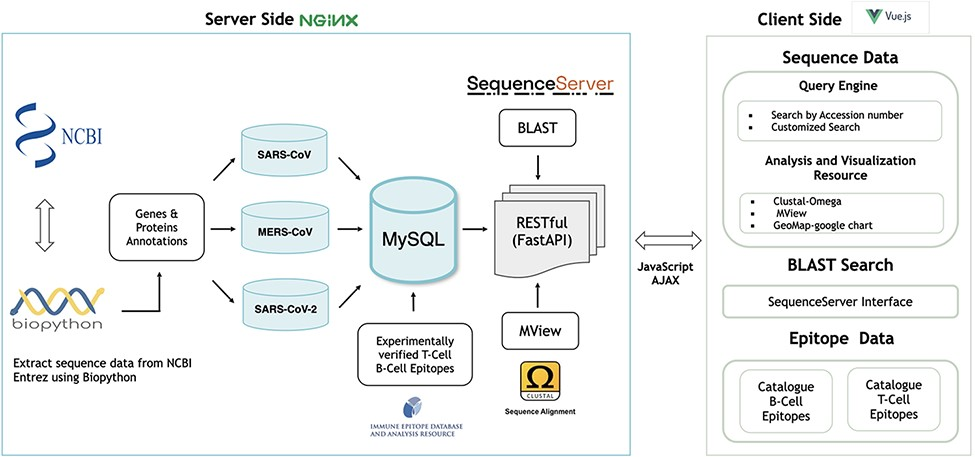 Server Side NGiNX
Client Side Vue.js
NCBI
biopython
Extract sequence data from NCBI
Entrez using Biopython
Genes &
Proteins
Annotations
SARS-CoV
MERS-CoV
SARS-CoV-2
MySQL
Experimentally
verified T-Cell
B-Cell Epitopes
IMMUNE EPITOPE DATABASE
AND ANALYSIS RESOURCE
SequenceServer
BLAST
RESTful
(FastAPI)
MView
Ω
CLUSTAL
Sequence Alignment
JavaScript
AJAX
Sequence Data
Query Engine
▪ Search by Accession number
▪ Customized Search
Analysis and Visualization
Resource
▪ Clustal-Omega
▪ MView
▪ GeoMap-google chart
BLAST Search
SequenceServer Interface
Epitope Data
Catalogue
B-Cell
Epitopes
Catalogue
T-Cell
Epitopes